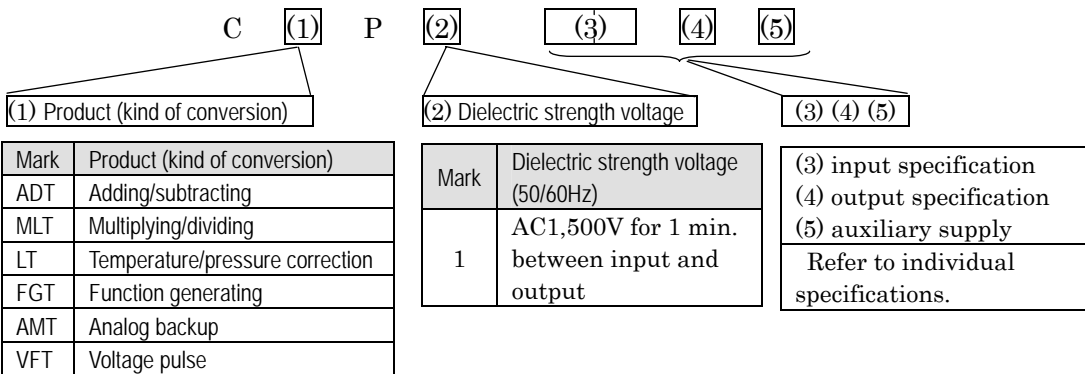 C (1) P (2) (3) (4) (5)
(1) Product (kind of conversion)
Mark Product (kind of conversion)
ADT Adding/subtracting
MLT Multiplying/dividing
LT Temperature/pressure correction
FGT Function generating
AMT Analog backup
VFT Voltage pulse
(2) Dielectric strength voltage
Mark Dielectric strength voltage
(50/60Hz)
1 AC1,500V for 1 min.
between input and
output
(3) (4) (5)
(3) input specification
(4) output specification
(5) auxiliary supply
Refer to individual
specifications.